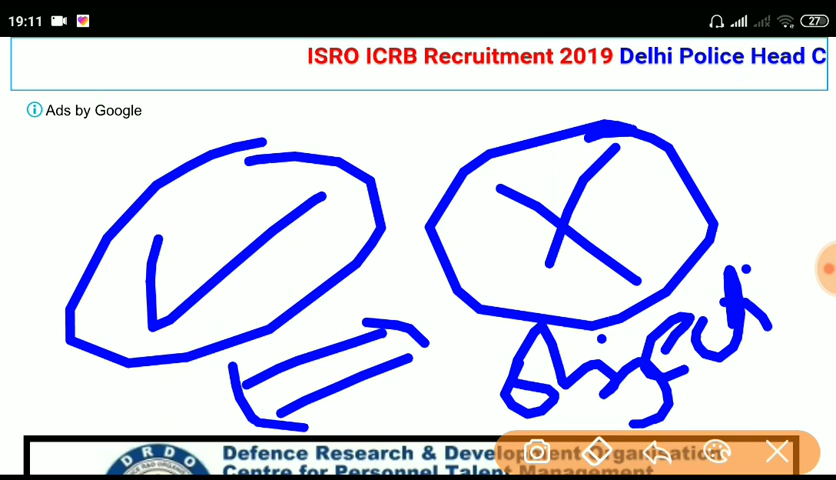 19:11
27
ISRO ICRB Recruitment 2019 Delhi Police Head C
Ads by Google
DRDO
Defence Research & Development Organisation
Centre for Personnel Talent Management